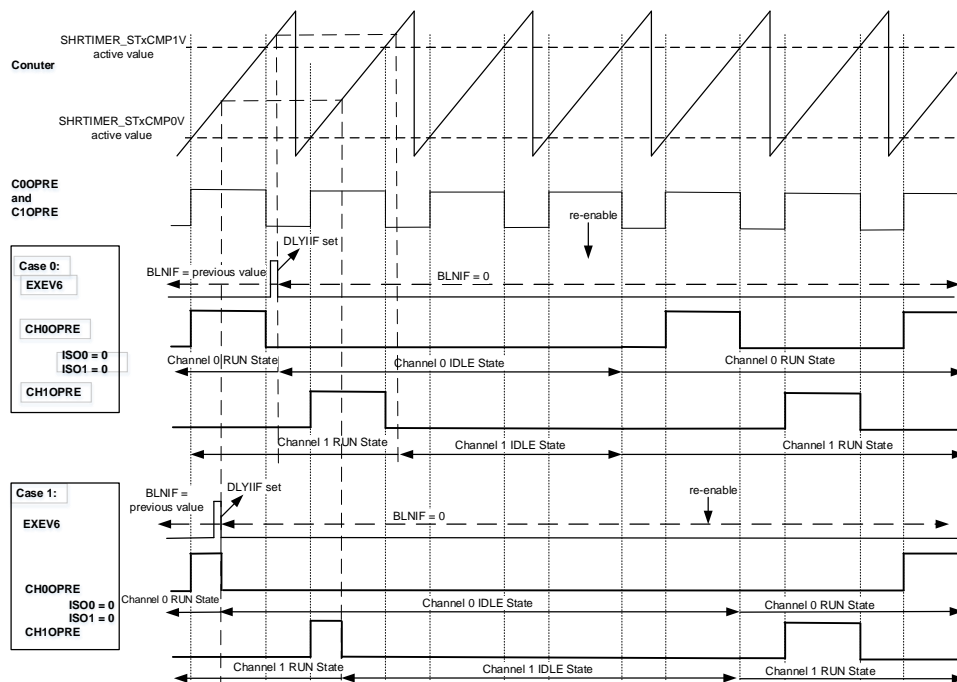 SHRTIMER_STxCMP1V
active value
Conuter
SHRTIMER_STxCMP0V
active value
C0OPRE
and
C1OPRE
re-enable
DLYIIF set
Case 0:
BLNIF = previous value
BLNIF = 0
EXEV6
CH0OPRE
ISO0 = 0
ISO1 = 0
Channel 0 RUN State
Channel 0 IDLE State
Channel 0 RUN State
CH1OPRE
Channel 1 RUN State
Channel 1 IDLE State
Channel 1 RUN State
Case 1:
BLNIF =
previous value
DLYIIF set
re-enable
EXEV6
BLNIF = 0
CH0OPRE
ISO0 = 0
ISO1 = 0
Channel 0 RUN State
Channel 0 IDLE State
Channel 0 RUN State
CH1OPRE
Channel 1 RUN State
Channel 1 IDLE State
Channel 1 RUN State